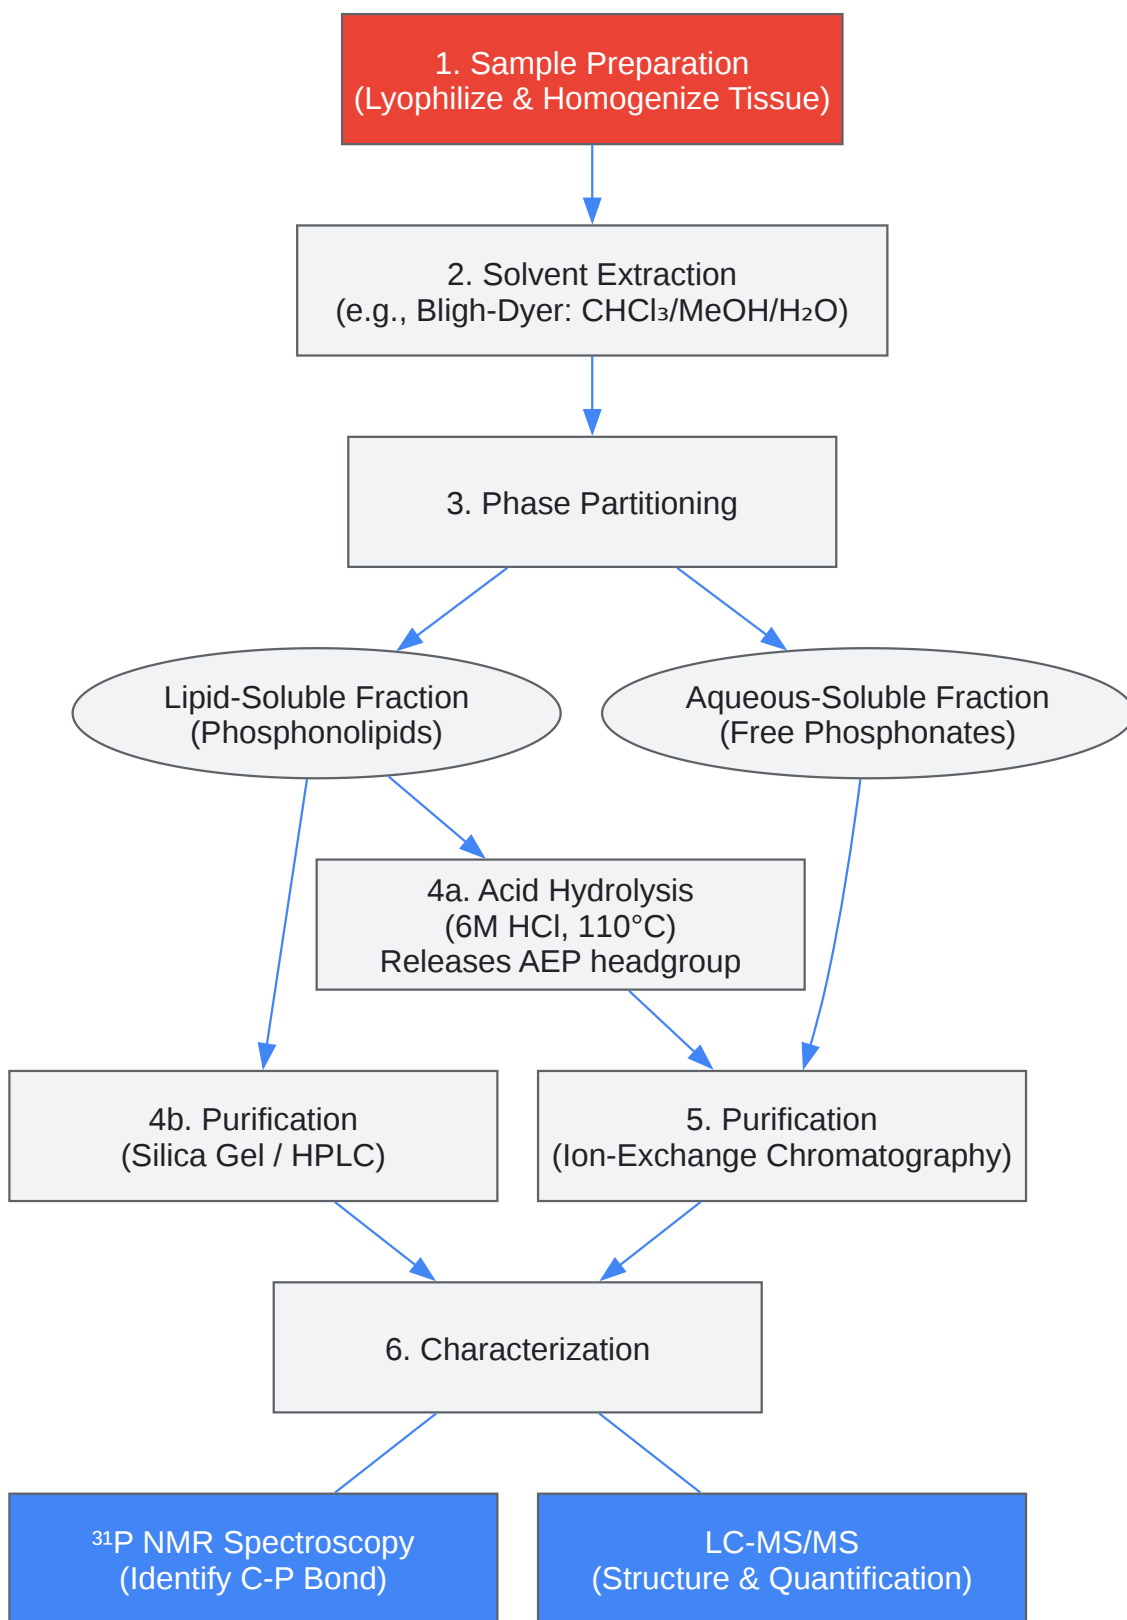 1. Sample Preparation
(Lyophilize & Homogenize Tissue)
2. Solvent Extraction
(e.g., Bligh-Dyer: CHCl₃/MeOH/H₂O)
3. Phase Partitioning
Lipid-Soluble Fraction
(Phosphonolipids)
Aqueous-Soluble Fraction
(Free Phosphonates)
4a. Acid Hydrolysis
(6M HCl, 110°C)
Releases AEP headgroup
4b. Purification
(Silica Gel / HPLC)
5. Purification
(Ion-Exchange Chromatography)
6. Characterization
³¹P NMR Spectroscopy
(Identify C-P Bond)
LC-MS/MS
(Structure & Quantification)